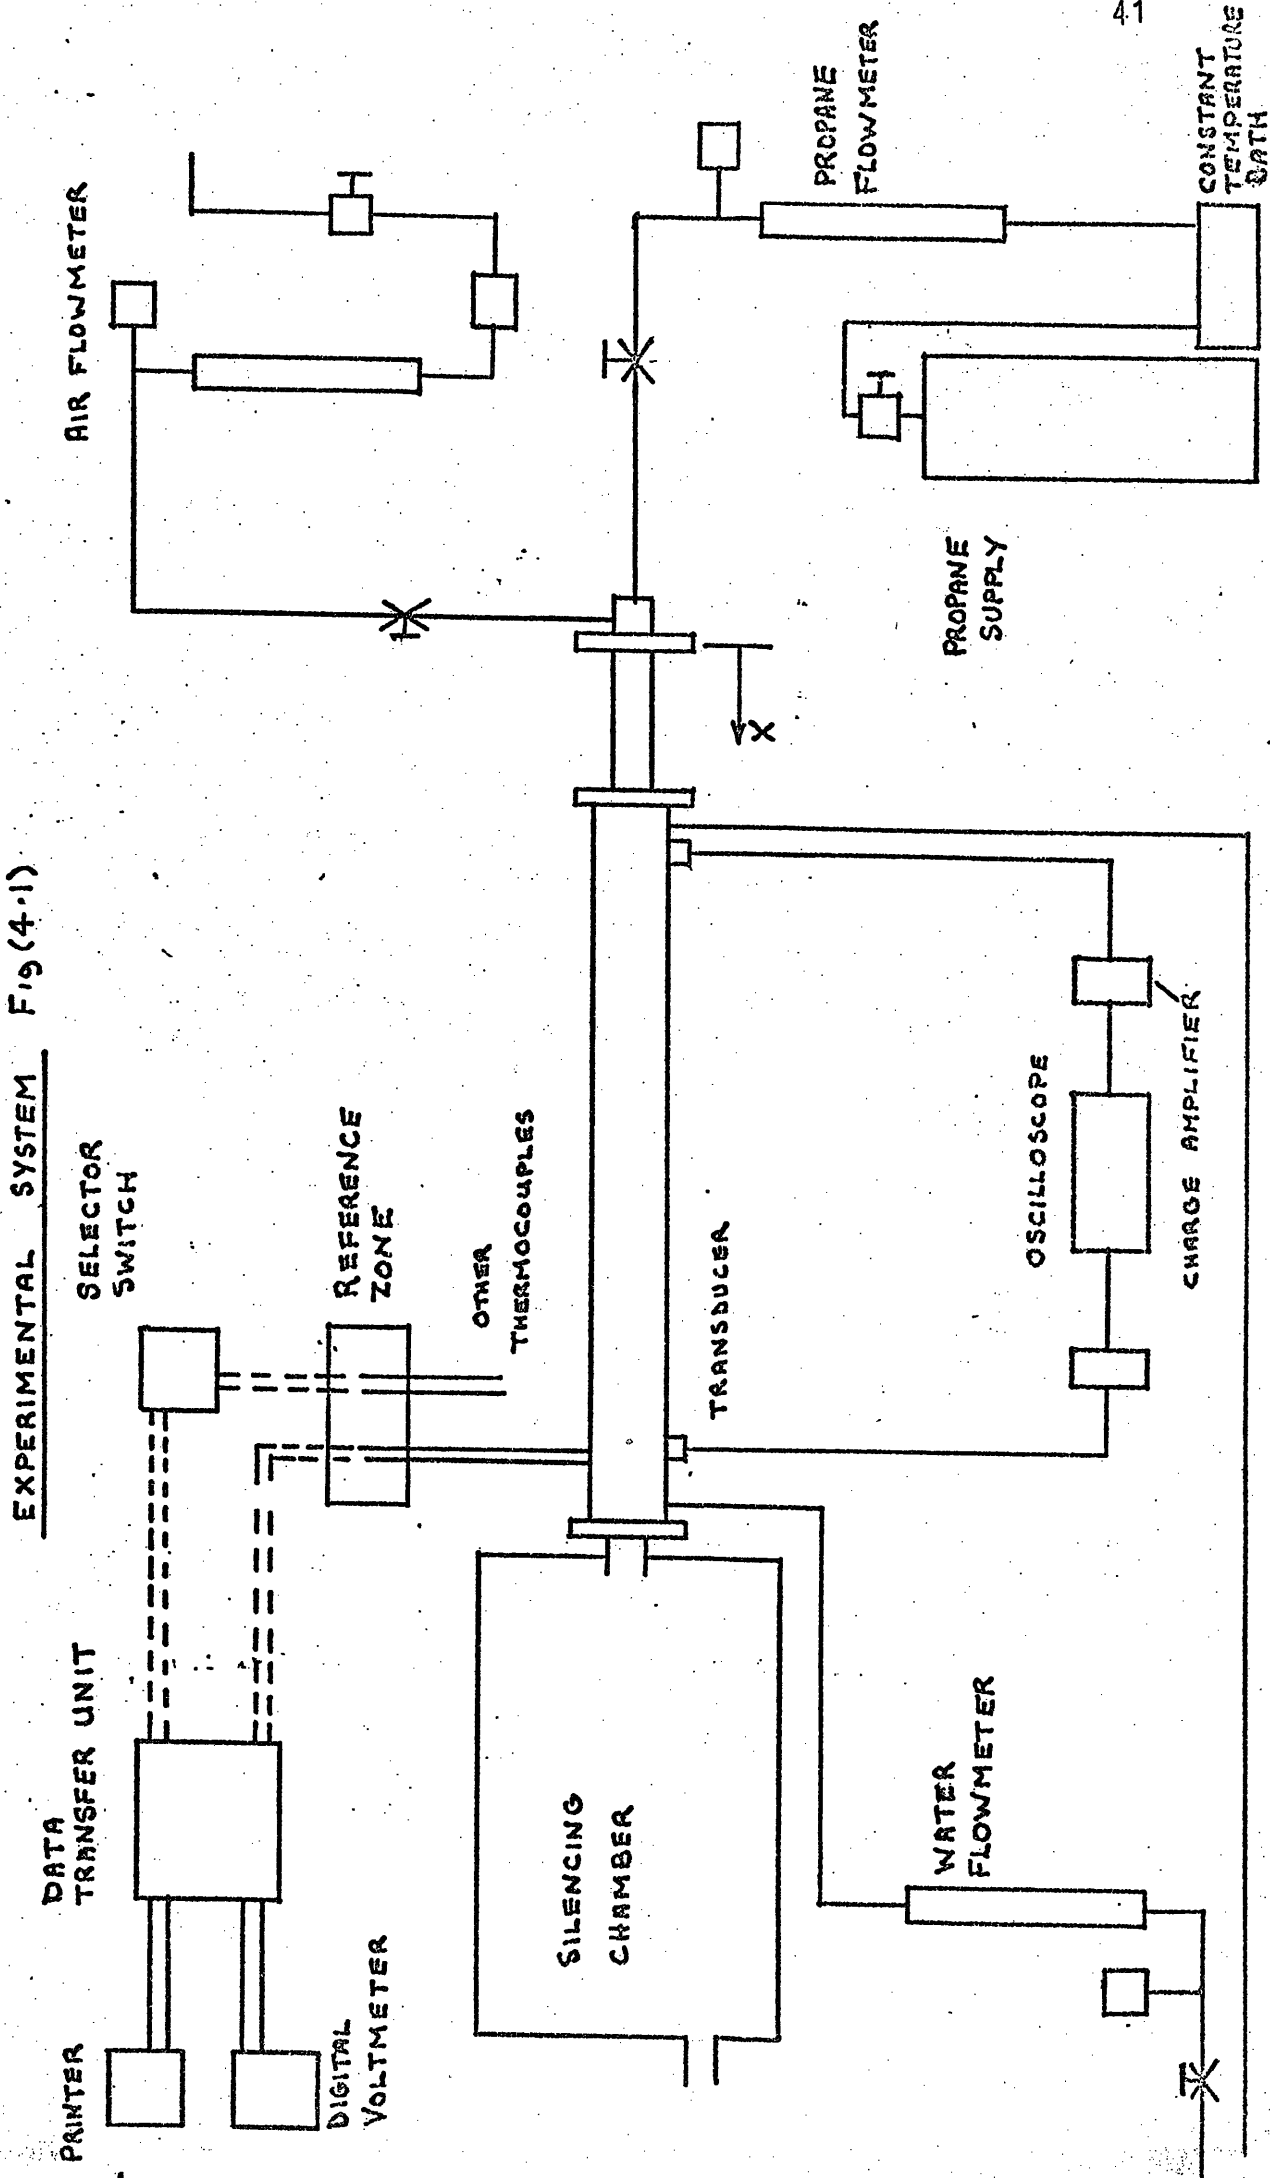 41
EXPERIMENTAL SYSTEM Fig (4.1)
PRINTER
DATA
TRANSFER UNIT
SELECTOR
SWITCH
AIR FLOWMETER
DIGITAL
VOLTMETER
REFERENCE
ZONE
OTHER
THERMOCOUPLES
SILENCING
CHAMBER
TRANSDUCER
X
PROPANE
FLOWMETER
WATER
FLOWMETER
OSCILLOSCOPE
PROPANE
SUPPLY
CHARGE AMPLIFIER
CONSTANT
TEMPERATURE
BATH